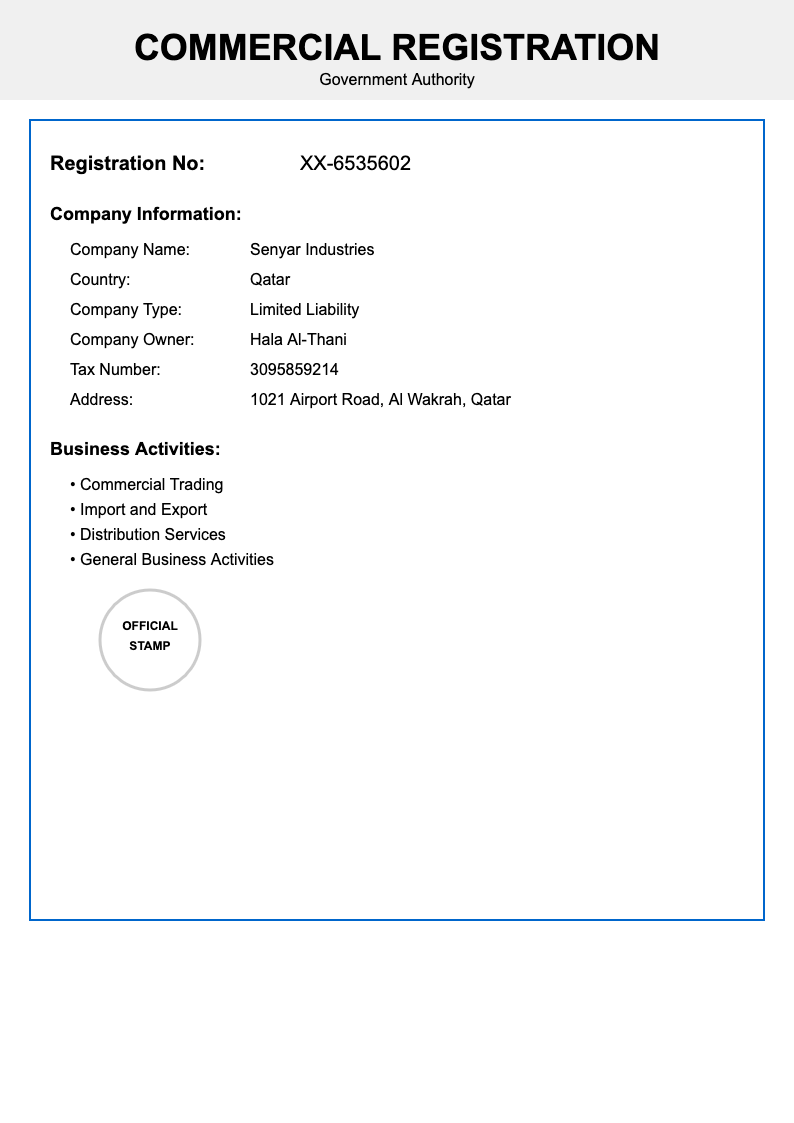 COMMERCIAL REGISTRATION
Government Authority
Registration No: XX-6535602
Company Information:
Company Name: Senyar Industries
Country: Qatar
Company Type: Limited Liability
Company Owner: Hala Al-Thani
Tax Number: 3095859214
Address: 1021 Airport Road, Al Wakrah, Qatar
Business Activities:
• Commercial Trading
• Import and Export
• Distribution Services
• General Business Activities
OFFICIAL
STAMP